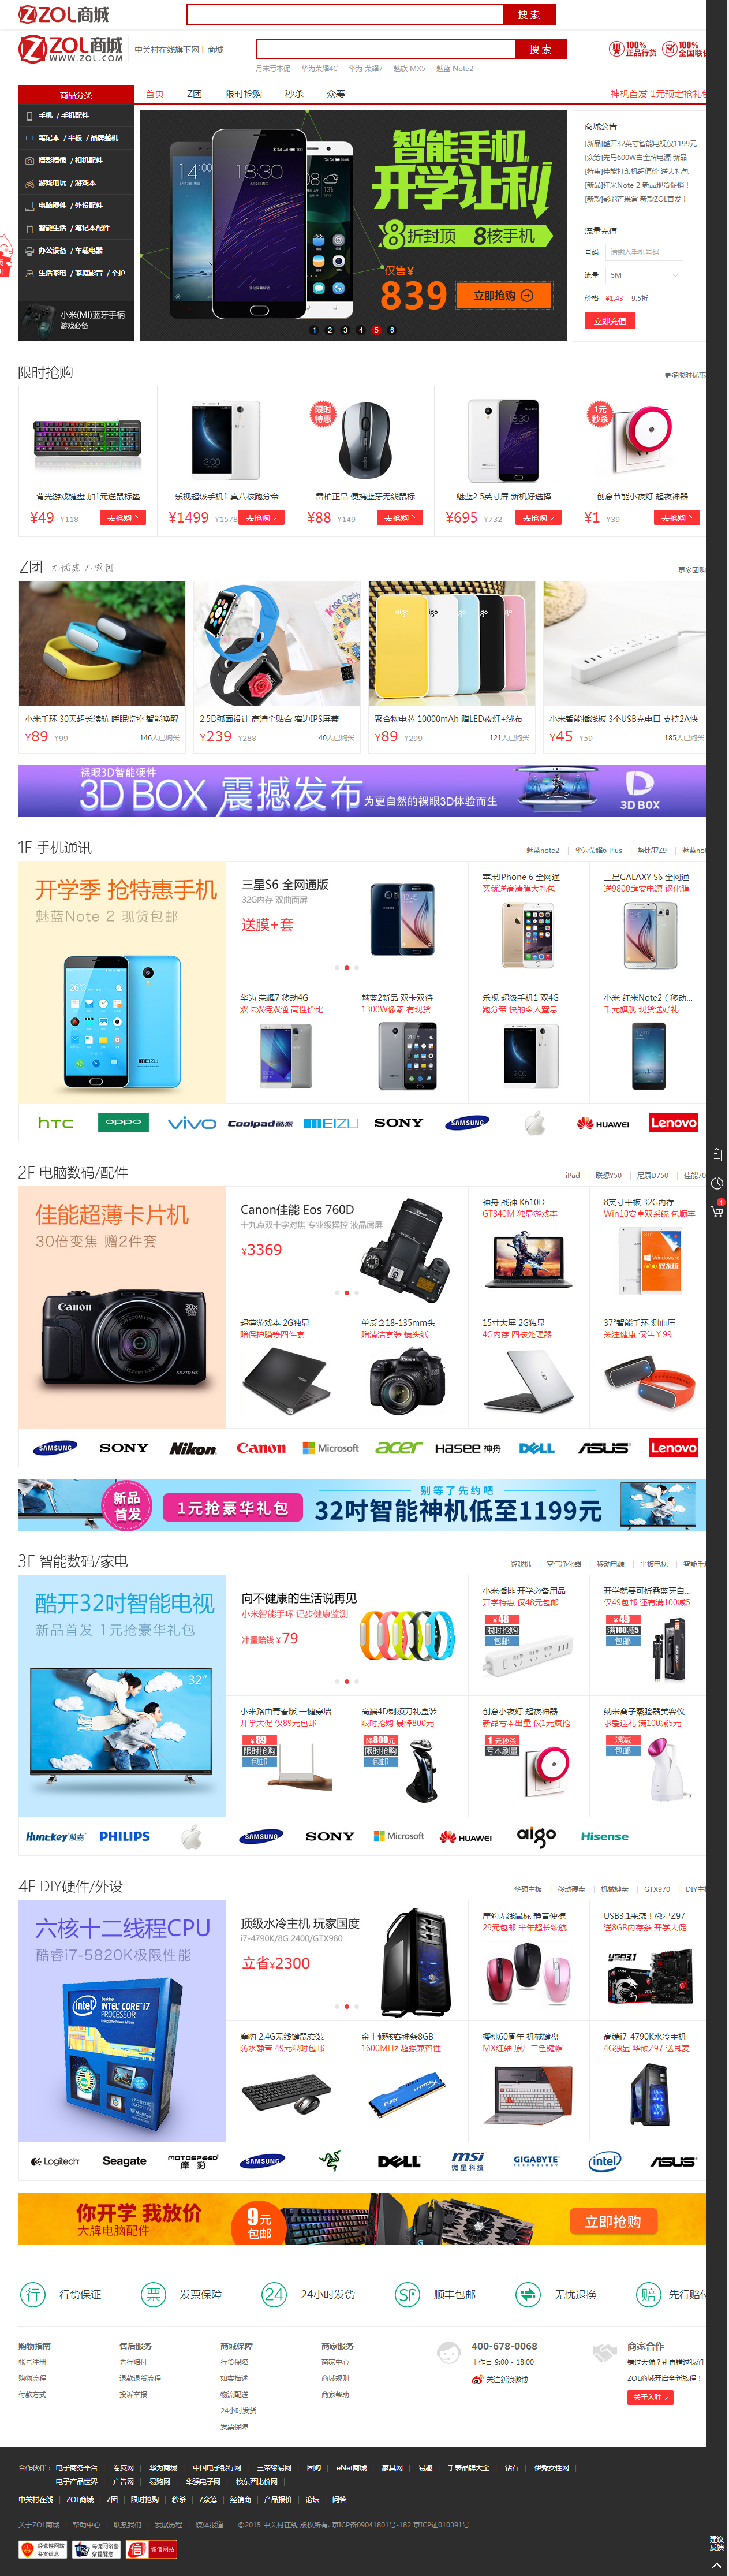 ZOL商城
搜 索
ZOL商城
WWW.ZOL.COM
中关村在线旗下网上商城
搜 索
100%
正品行货
100%
月末亏本促 华为荣耀4C 华为 荣耀7 魅族 MX5 魅蓝 Note2
商品分类
首页 Z团 限时抢购 秒杀 众筹
神机首发 1元预定抢礼
手机 / 手机配件
笔记本 / 平板 / 品牌整机
摄影摄像 / 相机配件
游戏电玩 / 游戏本
电脑硬件 / 外设配件
智能生活 / 笔记本配件
办公设备 / 车载电器
生活家电 / 家庭影音 / 个护
小米(MI)蓝牙手柄
游戏必备
智能手机
开学让利
8折封顶 8核手机
仅售¥
839
立即抢购
1 2 3 4 5 6
商城公告
[新品]酷开32英寸智能电视仅1199元
[众筹]先马600W白金牌电源 新品
[特惠]佳能打印机超值价 送大礼包
[新品]红米Note 2 新品现货促销！
[新款]影驰芒果盒 新款ZOL首发！
流量充值
号码 请输入手机号码
流量 5M
价格 ¥1.43 9.5折
立即充值
限时抢购
更多限时优惠
限时
特惠
1元
秒杀
背光游戏键盘 加1元送鼠标垫
¥49 ¥118 去抢购 >
乐视超级手机1 真八核跑分帝
¥1499 ¥1578 去抢购 >
雷柏正品 便携蓝牙无线鼠标
¥88 ¥149 去抢购 >
魅蓝2 5英寸屏 新机好选择
¥695 ¥732 去抢购 >
创意节能小夜灯 起夜神器
¥1 ¥39 去抢购 >
Z团 无优惠 不成团
更多团购
小米手环 30天超长续航 睡眠监控 智能唤醒
¥89 ¥99 146人已购买
2.5D弧面设计 高清全贴合 窄边IPS屏幕
¥239 ¥288 40人已购买
聚合物电芯 10000mAh 赠LED夜灯+绒布
¥89 ¥299 121人已购买
小米智能插线板 3个USB充电口 支持2A快
¥45 ¥59 185人已购买
裸眼3D智能硬件
3D BOX 震撼发布 为更自然的裸眼3D体验而生
3D BOX
1F 手机通讯
魅蓝note2 | 华为荣耀6 Plus | 努比亚Z9 | 魅蓝no
开学季 抢特惠手机
魅蓝Note 2 现货包邮
MEIZU
三星S6 全网通版
32G内存 双曲面屏
送膜+套
苹果iPhone 6 全网通
买就送高清膜大礼包
三星GALAXY S6 全网通
送9800毫安电源 钢化膜
华为 荣耀7 移动4G
双卡双待双通 高性价比
魅蓝2新品 双卡双待
1300W像素 有现货
乐视 超级手机1 双4G
跑分帝 快的令人窒息
小米 红米Note2（移动...
千元旗舰 现货送好礼
hTC OPPO vivo Coolpad酷派 MEIZU SONY SAMSUNG HUAWEI Lenovo
2F 电脑数码/配件
iPad | 联想Y50 | 尼康D750 | 佳能70
佳能超薄卡片机
30倍变焦 赠2件套
Canon
Canon佳能 Eos 760D
十九点双十字对焦 专业级操控 液晶肩屏
¥3369
神舟 战神 K610D
GT840M 独显游戏本
8英寸平板 32G内存
Win10安卓双系统 包顺丰
超薄游戏本 2G独显
赠保护膜等四件套
单反含18-135mm头
赠清洁套装 镜头纸
15寸大屏 2G独显
4G内存 四核处理器
37°智能手环 测血压
关注健康 仅售 ¥ 99
SAMSUNG SONY Nikon Canon Microsoft acer HASEE 神舟 DELL ASUS Lenovo
新品
首发
1元抢豪华礼包
别等了先约吧
32吋智能神机低至1199元
3F 智能数码/家电
游戏机 | 空气净化器 | 移动电源 | 平板电视 | 智能手
酷开32吋智能电视
新品首发 1元抢豪华礼包
32”
向不健康的生活说再见
小米智能手环 记步健康监测
冲量赔钱 ¥ 79
小米插排 开学必备用品
开学特惠 仅48元包邮
¥ 48
限时抢购
包邮
开学就要可折叠蓝牙自...
仅49包邮 还有满100减5
¥ 49
满100减5
包邮
小米路由青春版 一键穿墙
开学大促 仅89元包邮
¥ 89
限时抢购
包邮
高端4D剃须刀礼盒装
限时抢购 暴降800元
降800元
限时抢购
包邮
创意小夜灯 起夜神器
新品亏本出量 仅1元疯抢
1 元秒杀
亏本刷量
纳米离子蒸脸器美容仪
求爱送礼 满100减5元
满减
包邮
Huntkey航嘉 PHILIPS SAMSUNG SONY Microsoft HUAWEI aigo Hisense
4F DIY硬件/外设
华硕主板 | 移动硬盘 | 机械键盘 | GTX970 | DIY主
六核十二线程CPU
酷睿i7-5820K极限性能
intel INTEL CORE i7
PROCESSOR
顶级水冷主机 玩家国度
i7-4790K/8G 2400/GTX980
立省¥2300
摩豹无线鼠标 静音便携
29元包邮 半年超长续航
USB3.1来袭！微星Z97
送8GB内存条 开学大促
USB3.1
摩豹 2.4G无线键鼠套装
防水静音 49元限时包邮
金士顿骇客神条8GB
1600MHz 超强兼容性
樱桃60周年 机械键盘
MX红轴 原厂二色键帽
高端i7-4790K水冷主机
4G独显 华硕Z97 送耳麦
Logitech Seagate MOTOSPEED 摩豹 SAMSUNG DELL msi 微星科技 GIGABYTE intel ASUS
你开学 我放价
大牌电脑配件
9元
包邮
立即抢购
行 行货保证 票 发票保障 24 24小时发货 SF 顺丰包邮 无忧退换 赔 先行赔付
购物指南 售后服务 商城保障 商家服务
帐号注册 先行赔付 行货保障 商家中心
购物流程 退款退货流程 如实描述 商城规则
付款方式 投诉举报 物流配送 商家帮助
24小时发货
发票保障
400-678-0068
工作日 9:00 - 18:00
关注新浪微博
商家合作
错过天猫？别再错过我们
ZOL商城开启全新旅程！
关于入驻 >
合作伙伴： 电子商务平台 | 卷皮网 | 华为商城 | 中国电子银行网 | 三帝贸易网 | 团购 | eNet商城 | 家具网 | 易趣 | 手表品牌大全 | 钻石 | 伊秀女性网 |
电子产品世界 | 广告网 | 易购网 | 华强电子网 | 挖东西比价网 |
中关村在线 | ZOL商城 | Z团 | 限时抢购 | 秒杀 | Z众筹 | 经销商 | 产品报价 | 论坛 | 问答
关于ZOL商城 | 帮助中心 | 联系我们 | 发展历程 | 媒体报道 ©2015 中关村在线 版权所有. 京ICP备09041801号-182 京ICP证010391号
经营性网站
备案信息
诚信网站
1
建议
反馈